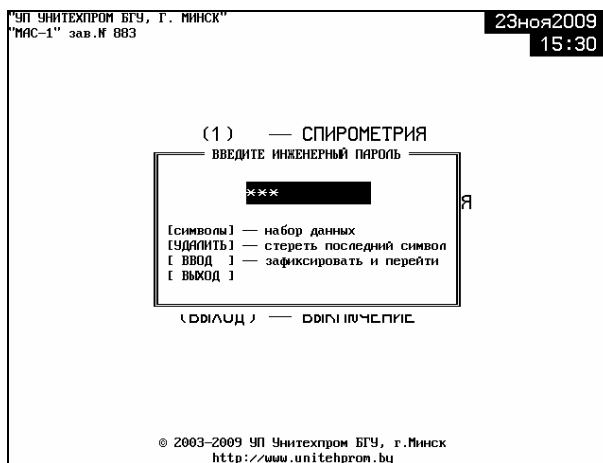 "УП УНИТЕХПРОМ БГУ, Г. МИНСК"
"МАС-1" зав.№ 883
23ноя2009
15:30
(1) — СПИРОМЕТРИЯ
ВВЕДИТЕ ИНЖЕНЕРНЫЙ ПАРОЛЬ
***
Я
[символы] — набор данных
[УДАЛИТЬ] — стереть последний символ
[ ВВОД ] — зафиксировать и перейти
[ ВЫХОД ]
(ВЫХОД) — ВЫКЛЮЧЕНИЕ
© 2003-2009 УП Унитехпром БГУ, г.Минск
http://www.unitehprom.by